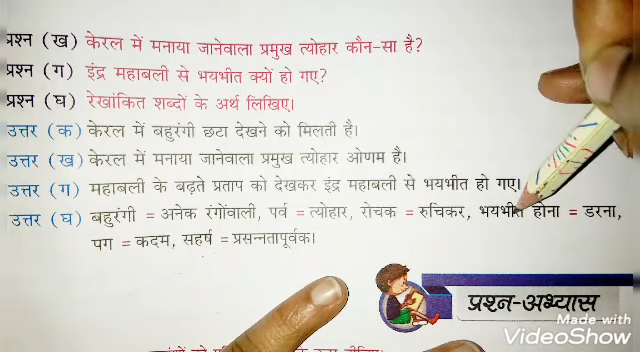 प्रश्न (ख) केरल में मनाया जानेवाला प्रमुख त्योहार कौन-सा है?
प्रश्न (ग) इंद्र महाबली से भयभीत क्यों हो गए?
प्रश्न (घ) रेखांकित शब्दों के अर्थ लिखिए।
उत्तर (क) केरल में बहुरंगी छटा देखने को मिलती है।
उत्तर (ख) केरल में मनाया जानेवाला प्रमुख त्योहार ओणम है।
उत्तर (ग) महाबली के बढ़ते प्रताप को देखकर इंद्र महाबली से भयभीत हो गए।
उत्तर (घ) बहुरंगी = अनेक रंगोंवाली, पर्व = त्योहार, रोचक = रुचिकर, भयभीत होना = डरना,
पग = कदम, सहर्ष = प्रसन्नतापूर्वक।
प्रश्न-अभ्यास
Made with
VideoShow